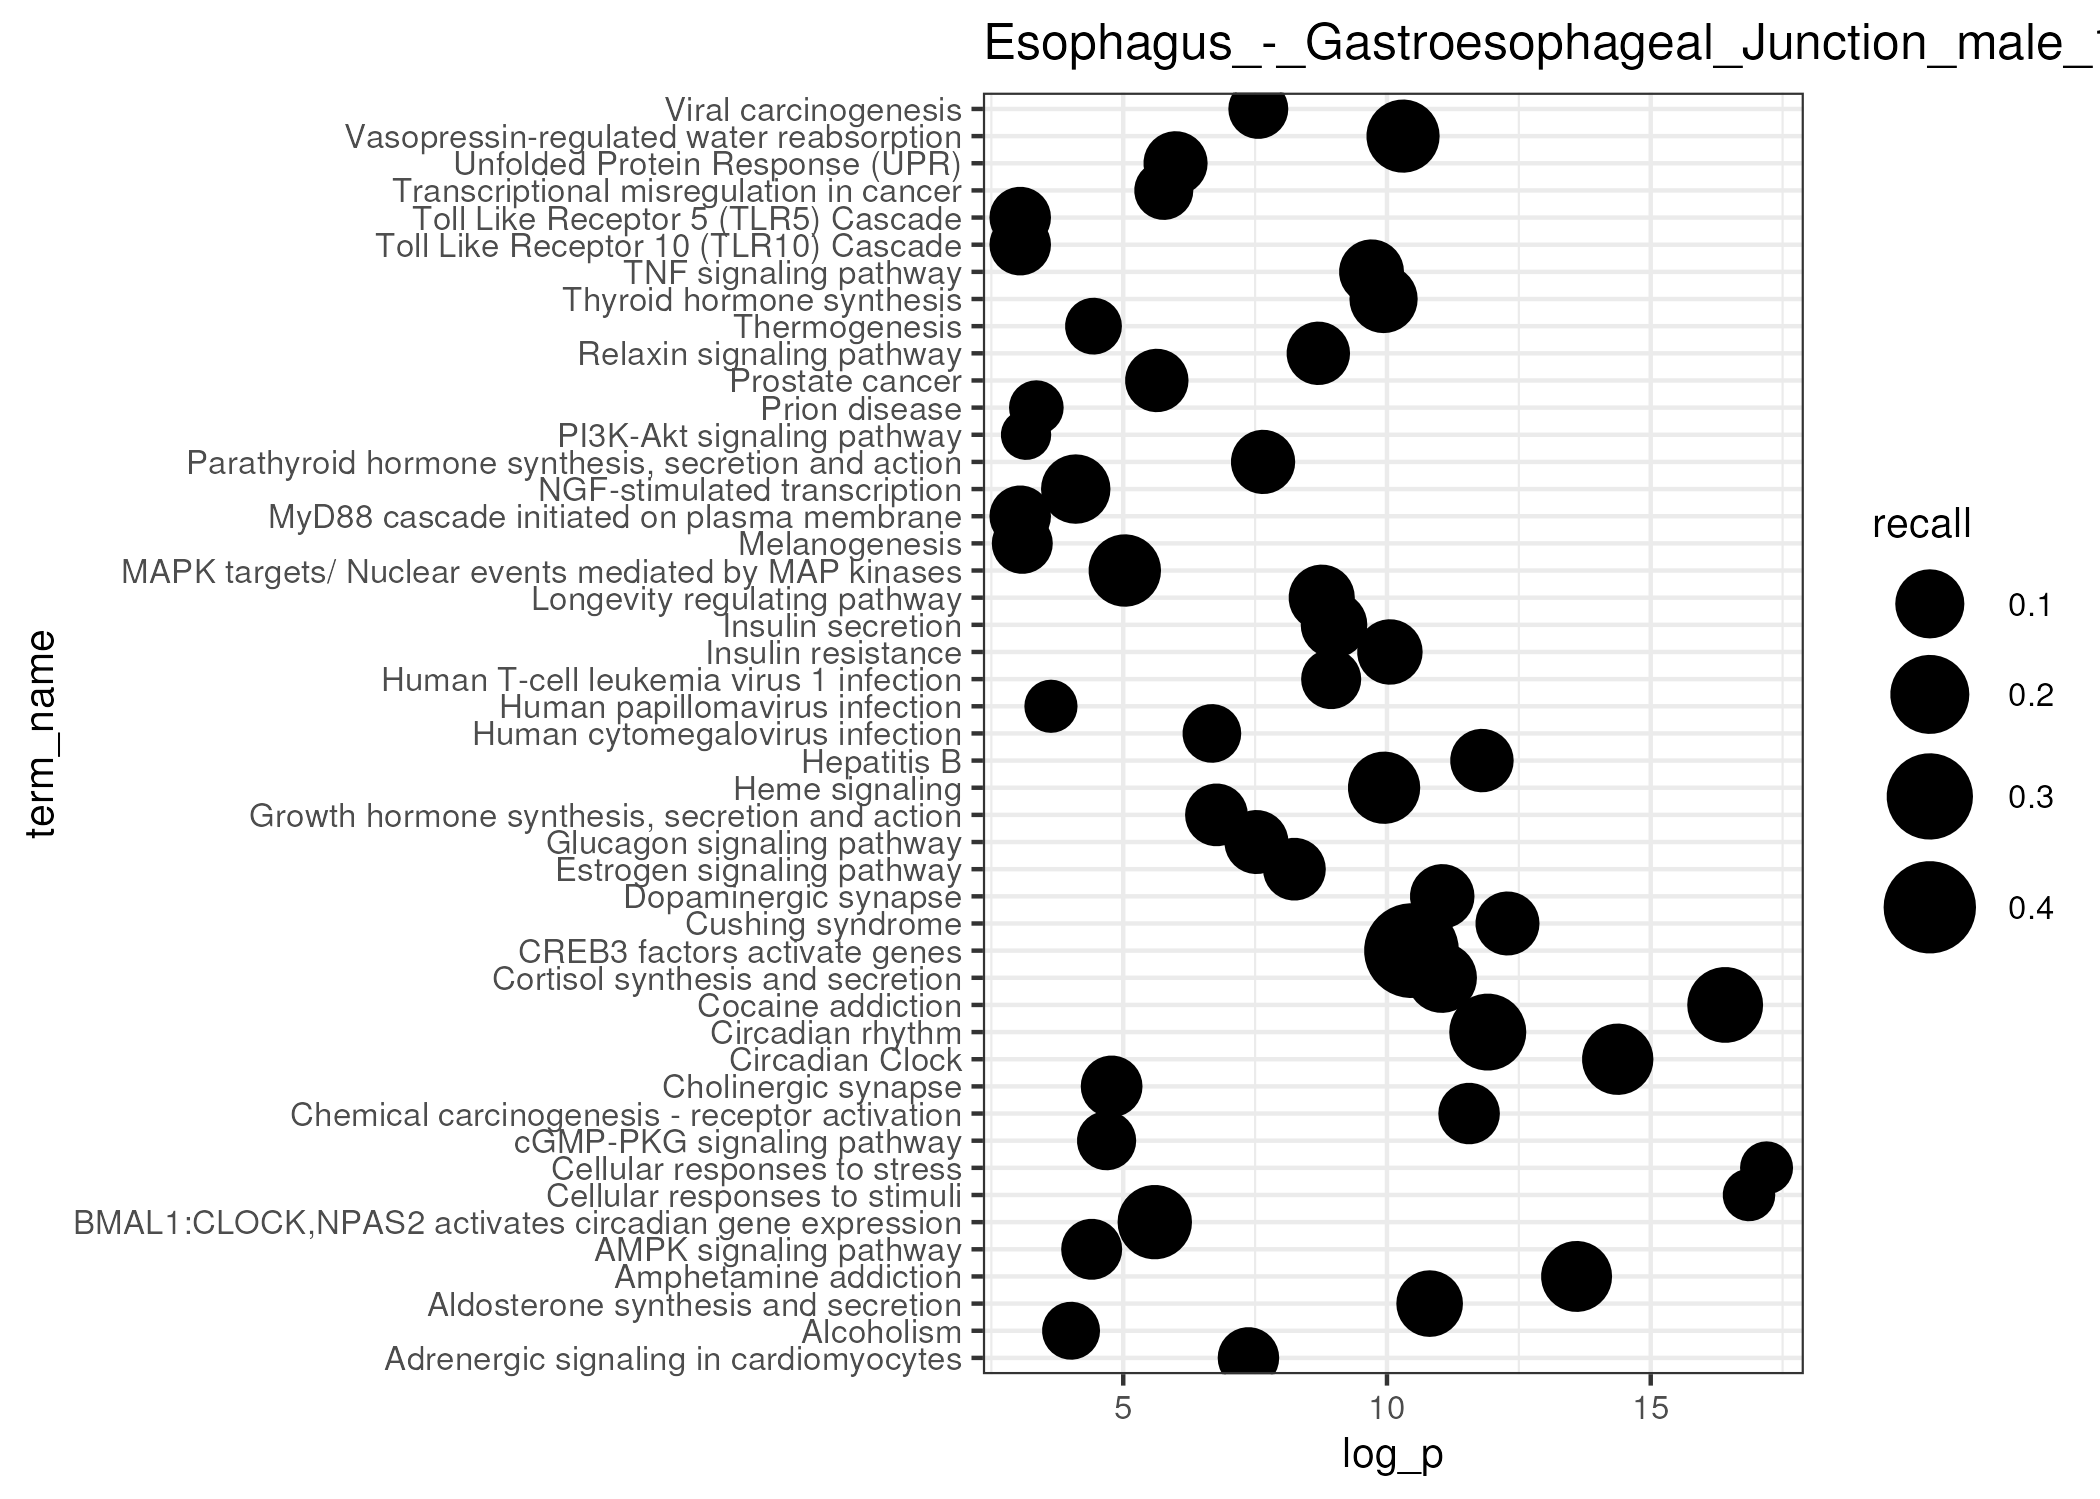 Esophagus_-_Gastroesophageal_Junction_male_
Viral carcinogenesis
Vasopressin-regulated water reabsorption
Unfolded Protein Response (UPR)
Transcriptional misregulation in cancer
Toll Like Receptor 5 (TLR5) Cascade
Toll Like Receptor 10 (TLR10) Cascade
TNF signaling pathway
Thyroid hormone synthesis
Thermogenesis
Relaxin signaling pathway
Prostate cancer
Prion disease
PI3K-Akt signaling pathway
Parathyroid hormone synthesis, secretion and action
NGF-stimulated transcription
MyD88 cascade initiated on plasma membrane
Melanogenesis
MAPK targets/ Nuclear events mediated by MAP kinases
Longevity regulating pathway
Insulin secretion
Insulin resistance
Human T-cell leukemia virus 1 infection
Human papillomavirus infection
Human cytomegalovirus infection
Hepatitis B
Heme signaling
Growth hormone synthesis, secretion and action
Glucagon signaling pathway
Estrogen signaling pathway
Dopaminergic synapse
Cushing syndrome
CREB3 factors activate genes
Cortisol synthesis and secretion
Cocaine addiction
Circadian rhythm
Circadian Clock
Cholinergic synapse
Chemical carcinogenesis - receptor activation
cGMP-PKG signaling pathway
Cellular responses to stress
Cellular responses to stimuli
BMAL1:CLOCK,NPAS2 activates circadian gene expression
AMPK signaling pathway
Amphetamine addiction
Aldosterone synthesis and secretion
Alcoholism
Adrenergic signaling in cardiomyocytes
term_name
5 10 15
log_p
recall
0.1
0.2
0.3
0.4